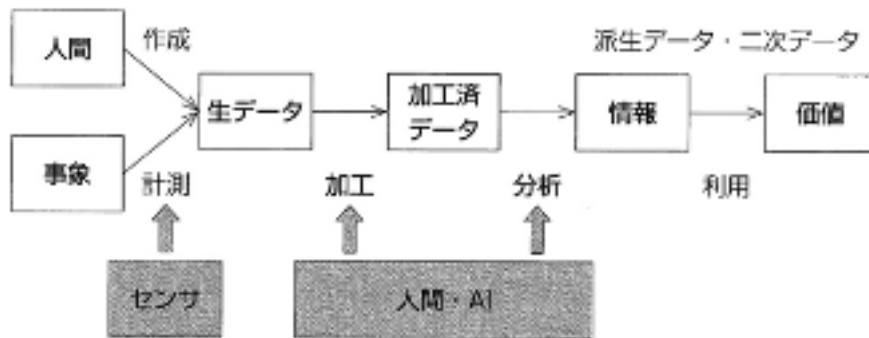 人間
作成
派生データ・二次データ
生データ
加工済
データ
情報
価値
事象
計測
加工
分析
利用
センサ
人間・AI